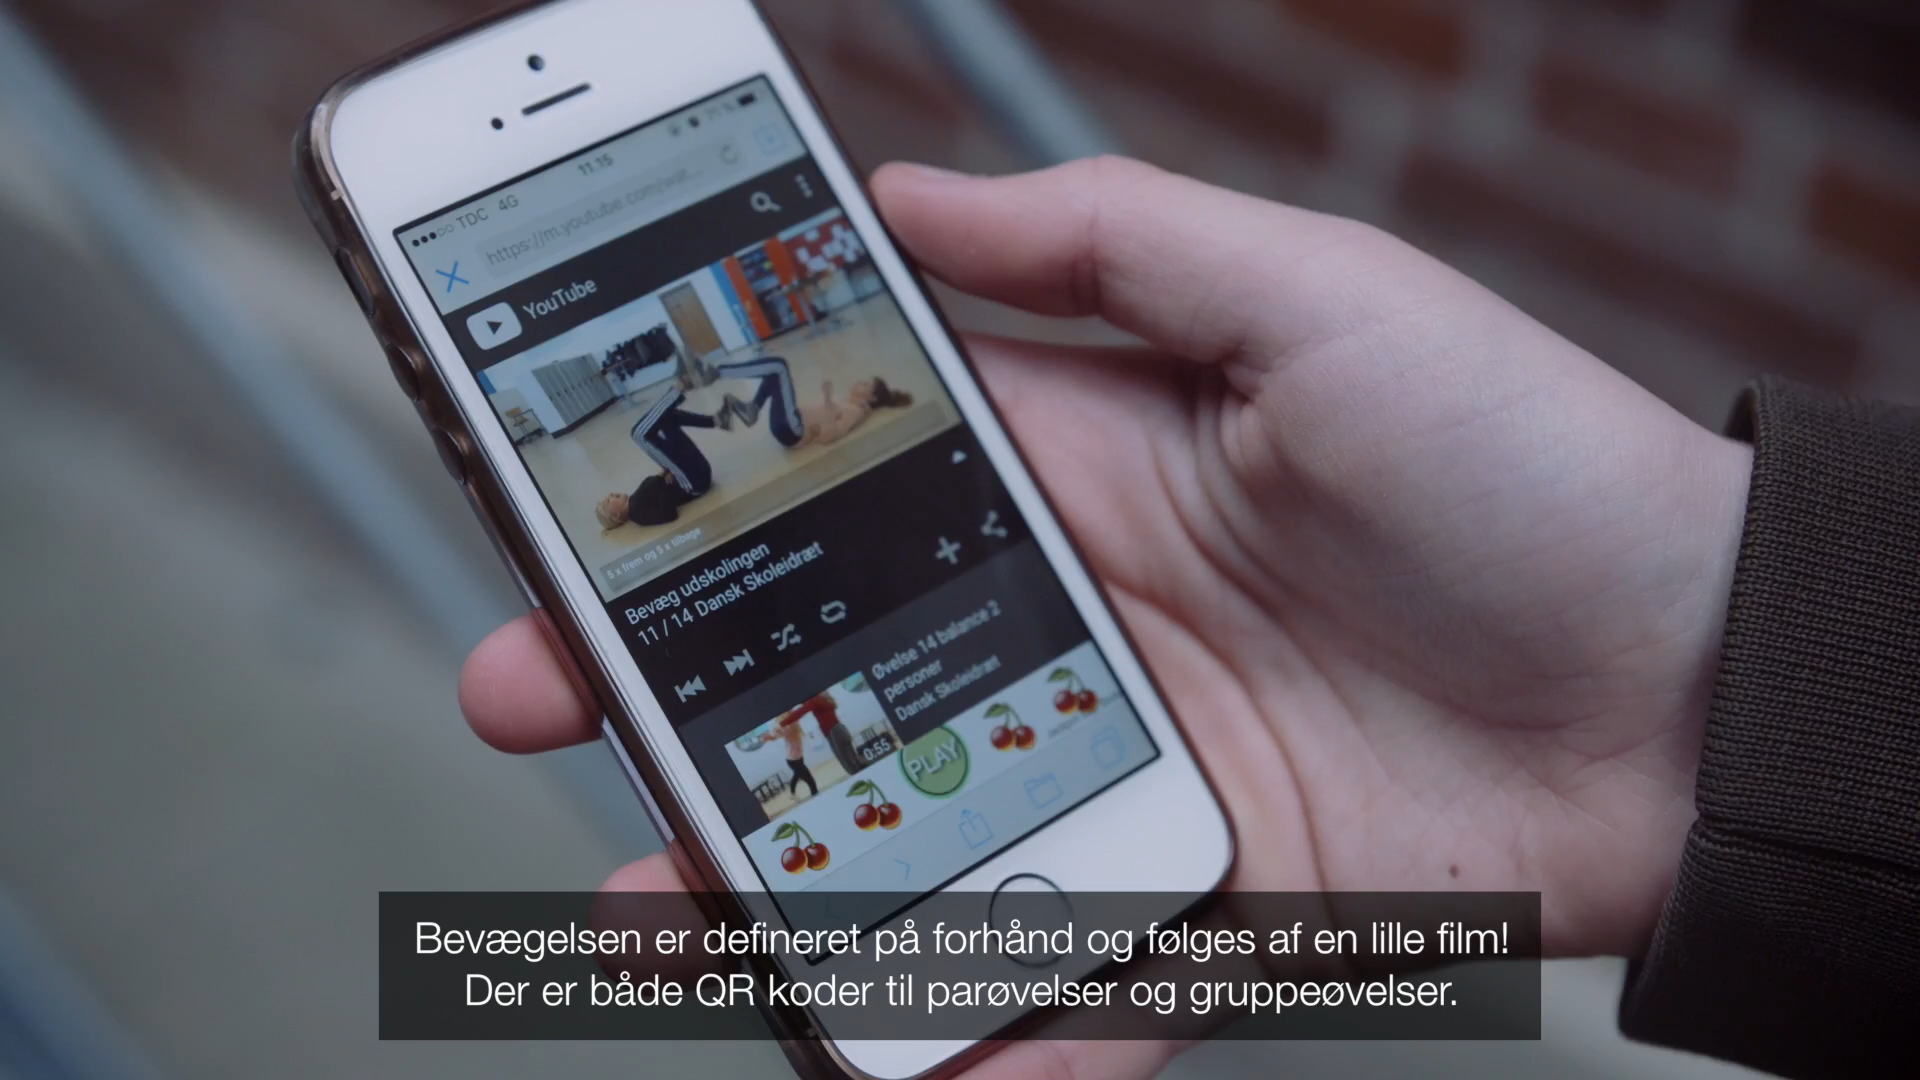 TDC 4G
11.15
https://m.youtube.com/wat...
YouTube
5 x frem og 5 x tilbage
Bevæg udskolingen
11 / 14 Dansk Skoleidræt
Øvelse 14 balance 2
personer
Dansk Skoleidræt
0:55
PLAY
Bevægelsen er defineret på forhånd og følges af en lille film!
Der er både QR koder til parøvelser og gruppeøvelser.